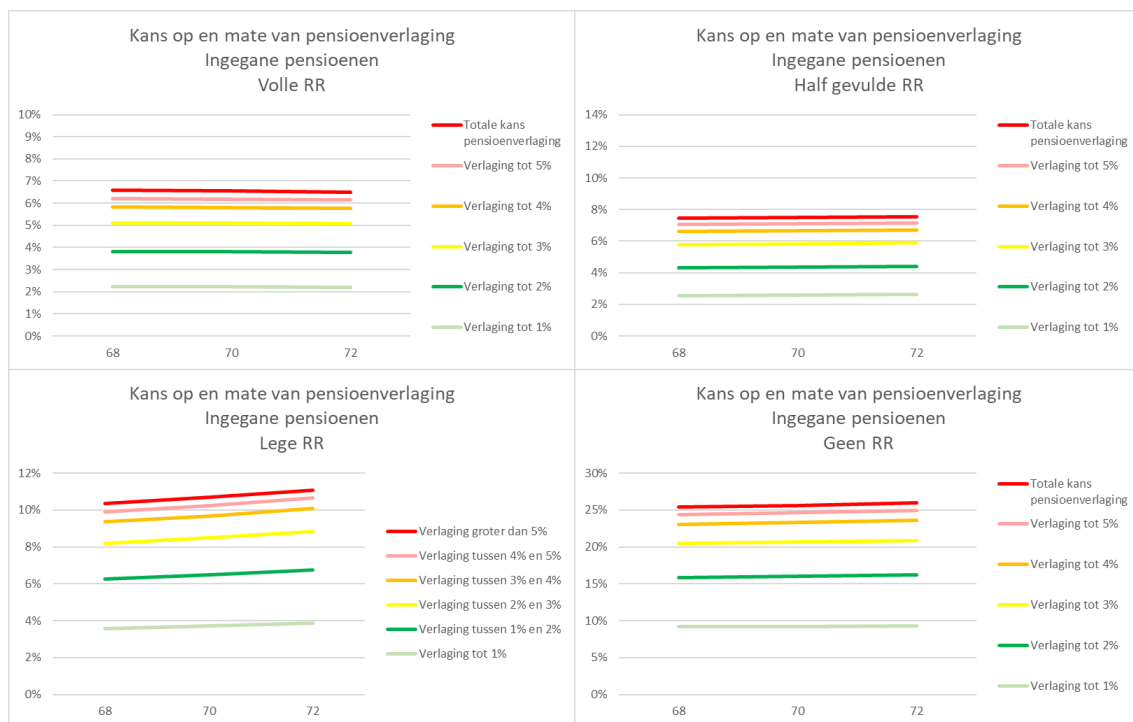 Kans op en mate van pensioenverlaging
Ingegane pensioenen
Volle RR
10%
9%
8%
7%
6%
5%
4%
3%
2%
1%
0%
68
70
72
Totale kans
pensioenverlaging
Verlaging tot 5%
Verlaging tot 4%
Verlaging tot 3%
Verlaging tot 2%
Verlaging tot 1%
Kans op en mate van pensioenverlaging
Ingegane pensioenen
Half gevulde RR
14%
12%
10%
8%
6%
4%
2%
0%
68
70
72
Totale kans
pensioenverlaging
Verlaging tot 5%
Verlaging tot 4%
Verlaging tot 3%
Verlaging tot 2%
Verlaging tot 1%
Kans op en mate van pensioenverlaging
Ingegane pensioenen
Lege RR
12%
10%
8%
6%
4%
2%
0%
68
70
72
Verlaging groter dan 5%
Verlaging tussen 4% en 5%
Verlaging tussen 3% en 4%
Verlaging tussen 2% en 3%
Verlaging tussen 1% en 2%
Verlaging tot 1%
Kans op en mate van pensioenverlaging
Ingegane pensioenen
Geen RR
30%
25%
20%
15%
10%
5%
0%
68
70
72
Totale kans
pensioenverlaging
Verlaging tot 5%
Verlaging tot 4%
Verlaging tot 3%
Verlaging tot 2%
Verlaging tot 1%